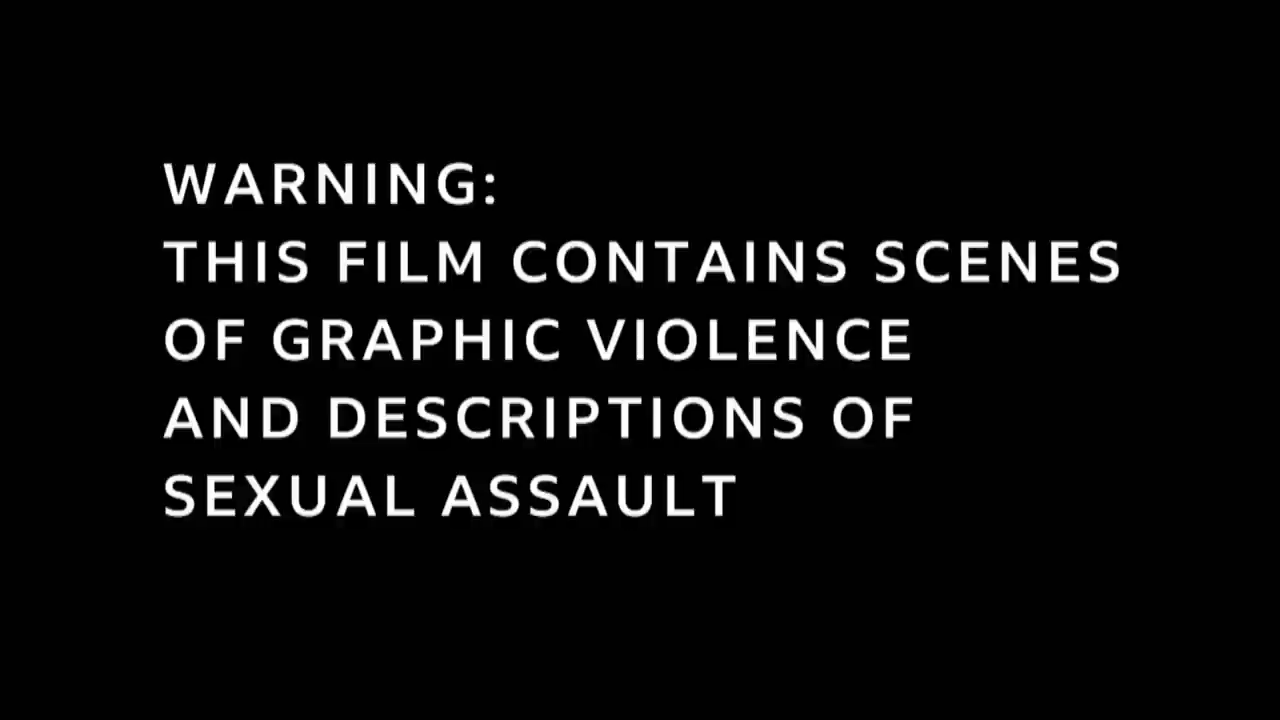 WARNING:
THIS FILM CONTAINS SCENES
OF GRAPHIC VIOLENCE
AND DESCRIPTIONS OF
SEXUAL ASSAULT